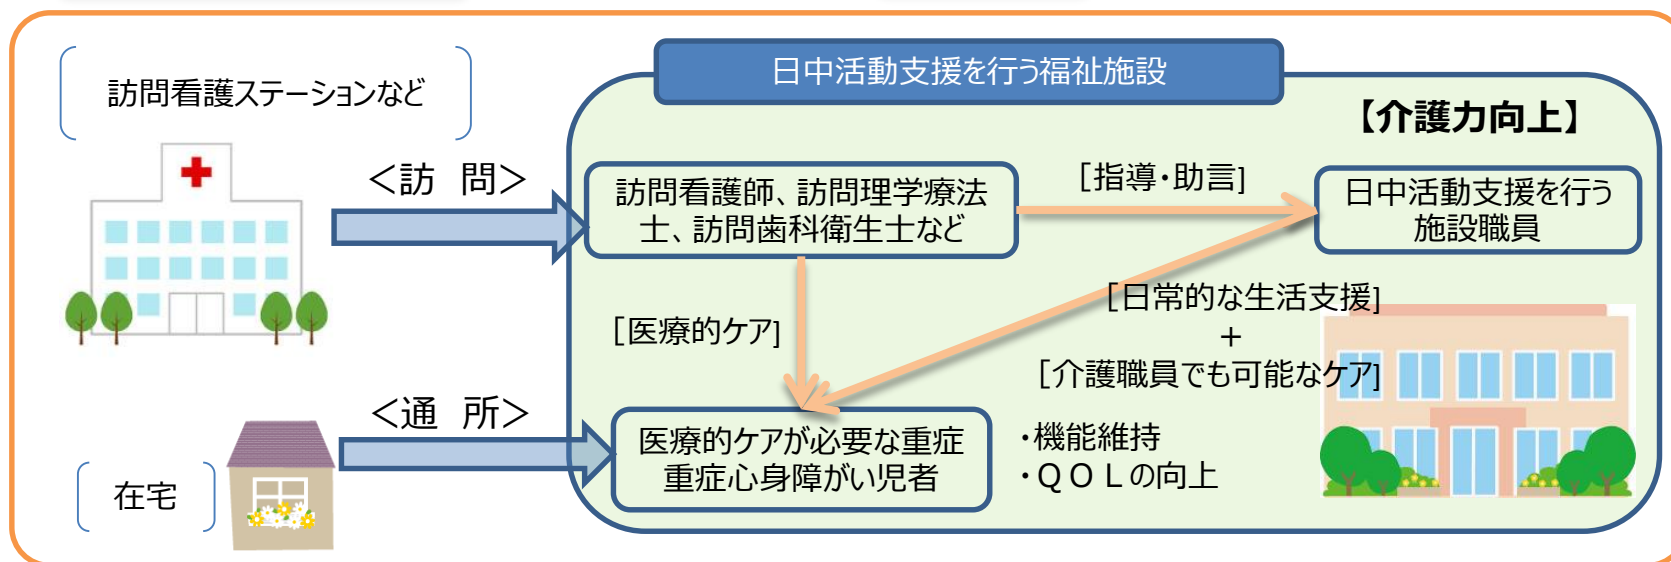 日中活動支援を行う福祉施設
訪問看護ステーションなど
【介護力向上】
<訪　問>
訪問看護師、訪問理学療法
士、訪問歯科衛生士など
[指導・助言]
日中活動支援を行う
施設職員
[医療的ケア]
[日常的な生活支援]
+
[介護職員でも可能なケア]
<通　所>
在宅
医療的ケアが必要な重症
重症心身障がい児者
・機能維持
・ＱＯＬの向上